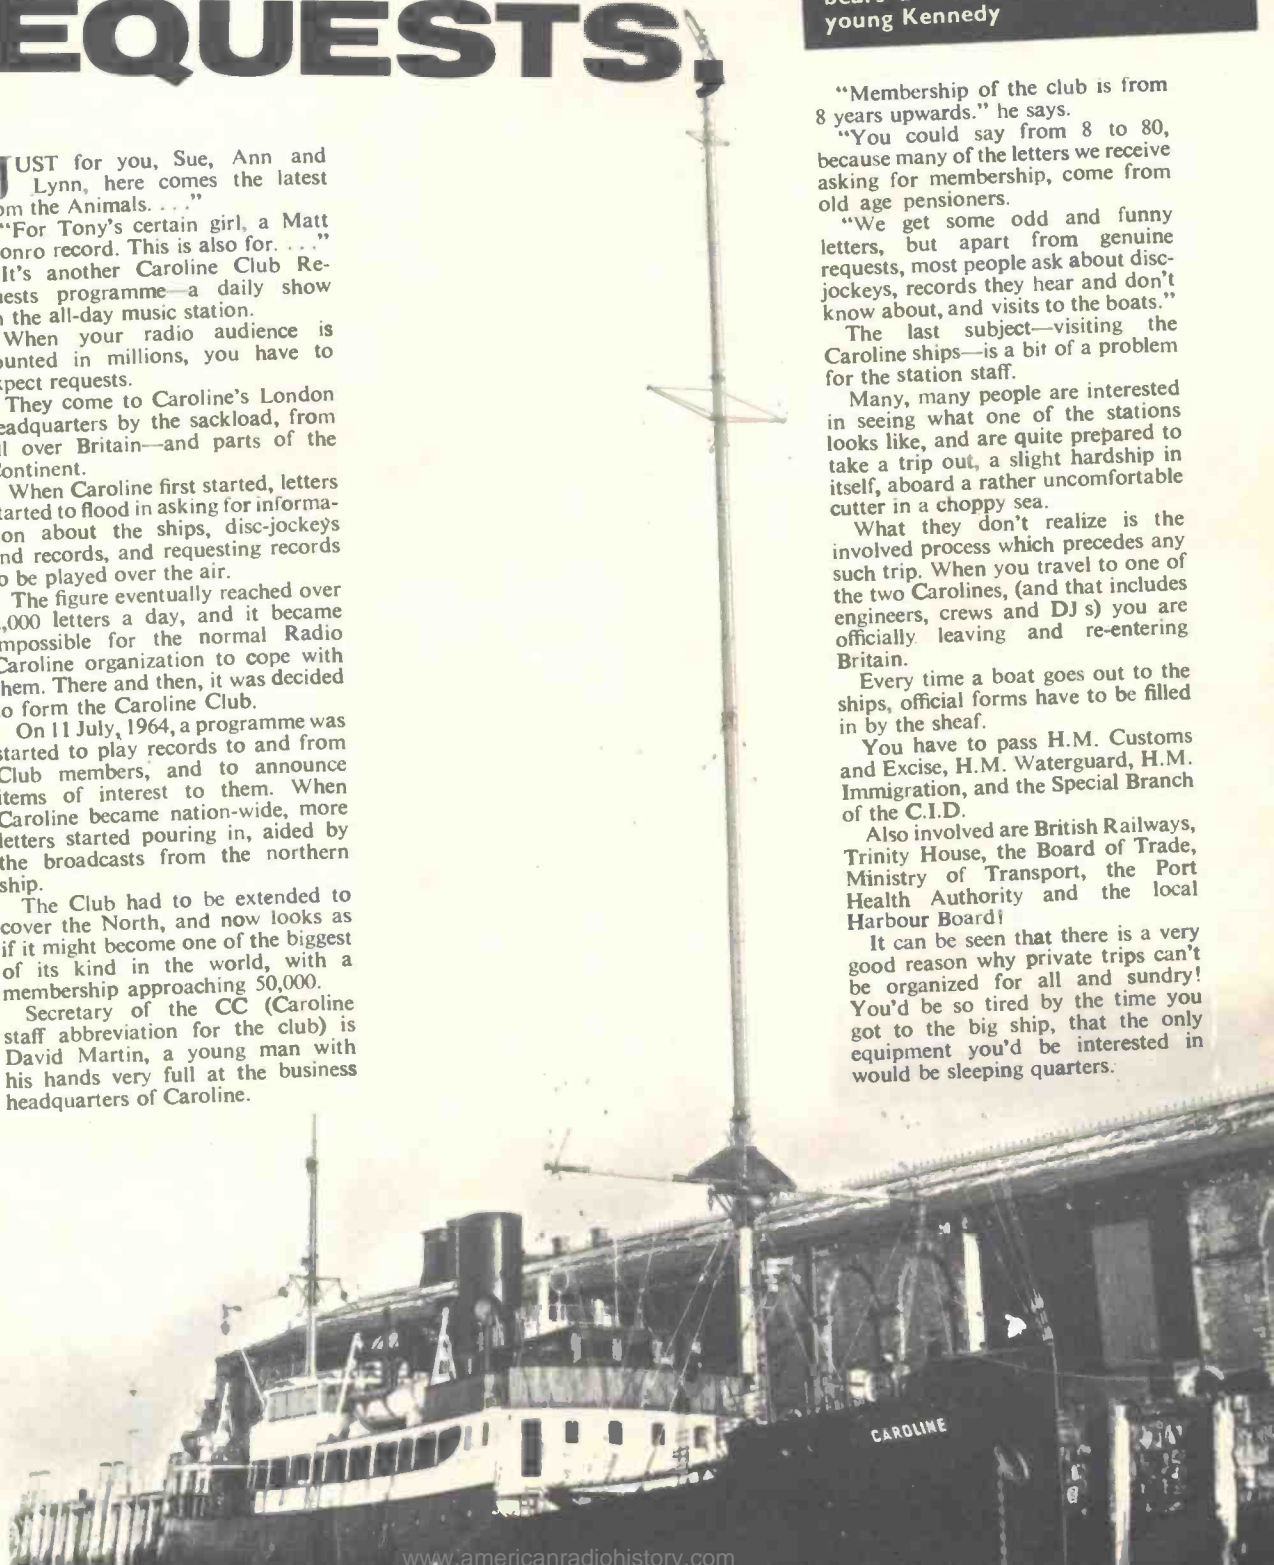 EQUESTS,
young Kennedy
JUST for you, Sue, Ann and
Lynn, here comes the latest
om the Animals. . . ."
"For Tony's certain girl, a Matt
onro record. This is also for. . . ."
It's another Caroline Club Re-
ests programme—a daily show
the all-day music station.
When your radio audience is
ounted in millions, you have to
pect requests.
They come to Caroline's London
eadquarters by the sackload, from
ll over Britain—and parts of the
ontinent.
When Caroline first started, letters
tarted to flood in asking for informa-
on about the ships, disc-jockeys
nd records, and requesting records
o be played over the air.
The figure eventually reached over
,000 letters a day, and it became
mpossible for the normal Radio
Caroline organization to cope with
hem. There and then, it was decided
o form the Caroline Club.
On 11 July, 1964, a programme was
started to play records to and from
Club members, and to announce
items of interest to them. When
Caroline became nation-wide, more
letters started pouring in, aided by
the broadcasts from the northern
ship.
The Club had to be extended to
cover the North, and now looks as
if it might become one of the biggest
of its kind in the world, with a
membership approaching 50,000.
Secretary of the CC (Caroline
staff abbreviation for the club) is
David Martin, a young man with
his hands very full at the business
headquarters of Caroline.
"Membership of the club is from
8 years upwards." he says.
"You could say from 8 to 80,
because many of the letters we receive
asking for membership, come from
old age pensioners.
"We get some odd and funny
letters, but apart from genuine
requests, most people ask about disc-
jockeys, records they hear and don't
know about, and visits to the boats."
The last subject—visiting the
Caroline ships—is a bit of a problem
for the station staff.
Many, many people are interested
in seeing what one of the stations
looks like, and are quite prepared to
take a trip out, a slight hardship in
itself, aboard a rather uncomfortable
cutter in a choppy sea.
What they don't realize is the
involved process which precedes any
such trip. When you travel to one of
the two Carolines, (and that includes
engineers, crews and DJ s) you are
officially leaving and re-entering
Britain.
Every time a boat goes out to the
ships, official forms have to be filled
in by the sheaf.
You have to pass H.M. Customs
and Excise, H.M. Waterguard, H.M.
Immigration, and the Special Branch
of the C.I.D.
Also involved are British Railways,
Trinity House, the Board of Trade,
Ministry of Transport, the Port
Health Authority and the local
Harbour Board!
It can be seen that there is a very
good reason why private trips can't
be organized for all and sundry!
You'd be so tired by the time you
got to the big ship, that the only
equipment you'd be interested in
would be sleeping quarters.
CAROLINE
www.americanradiohistory.com